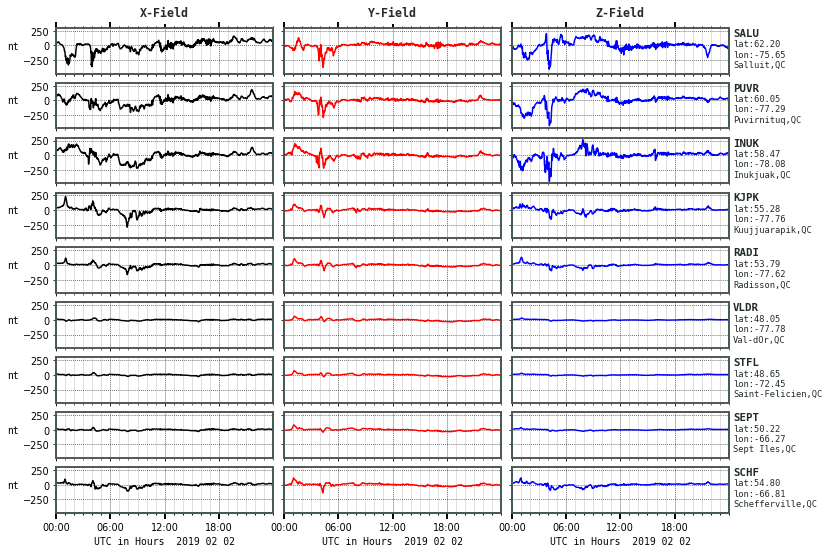 X-Field Y-Field Z-Field
250
0
−250
nt
SALU
lat:62.20
lon:-75.65
Salluit,QC
250
0
−250
nt
PUVR
lat:60.05
lon:-77.29
Puvirnituq,QC
250
0
−250
nt
INUK
lat:58.47
lon:-78.08
Inukjuak,QC
250
0
−250
nt
KJPK
lat:55.28
lon:-77.76
Kuujjuarapik,QC
250
0
−250
nt
RADI
lat:53.79
lon:-77.62
Radisson,QC
250
0
−250
nt
VLDR
lat:48.05
lon:-77.78
Val-dOr,QC
250
0
−250
nt
STFL
lat:48.65
lon:-72.45
Saint-Felicien,QC
250
0
−250
nt
SEPT
lat:50.22
lon:-66.27
Sept Iles,QC
250
0
−250
nt
SCHF
lat:54.80
lon:-66.81
Schefferville,QC
00:00 06:00 12:00 18:00 00:00 06:00 12:00 18:00 00:00 06:00 12:00 18:00
UTC in Hours 2019 02 02 UTC in Hours 2019 02 02 UTC in Hours 2019 02 02